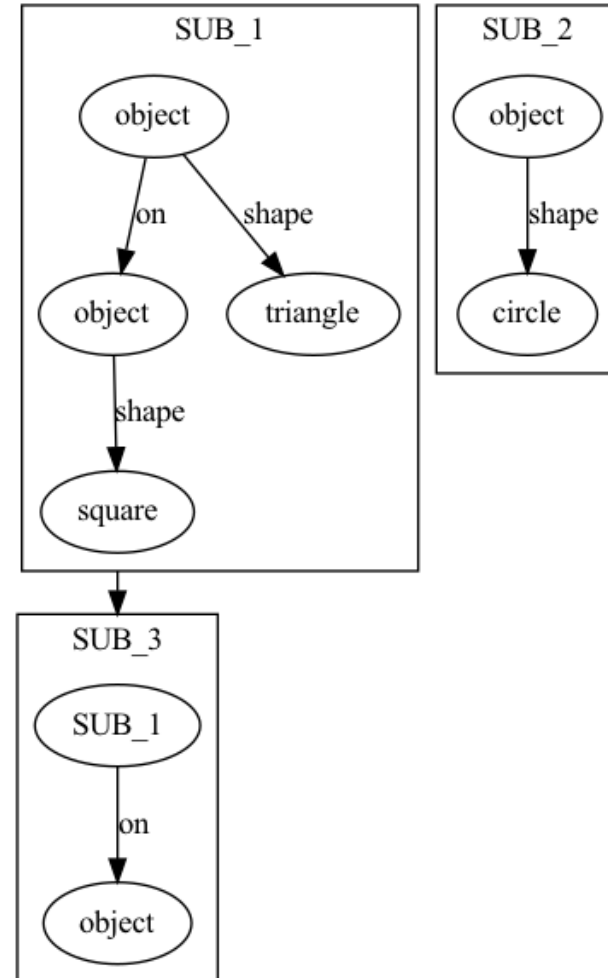 SUB_1
object
on
shape
object
triangle
shape
square
SUB_2
object
shape
circle
SUB_3
SUB_1
on
object